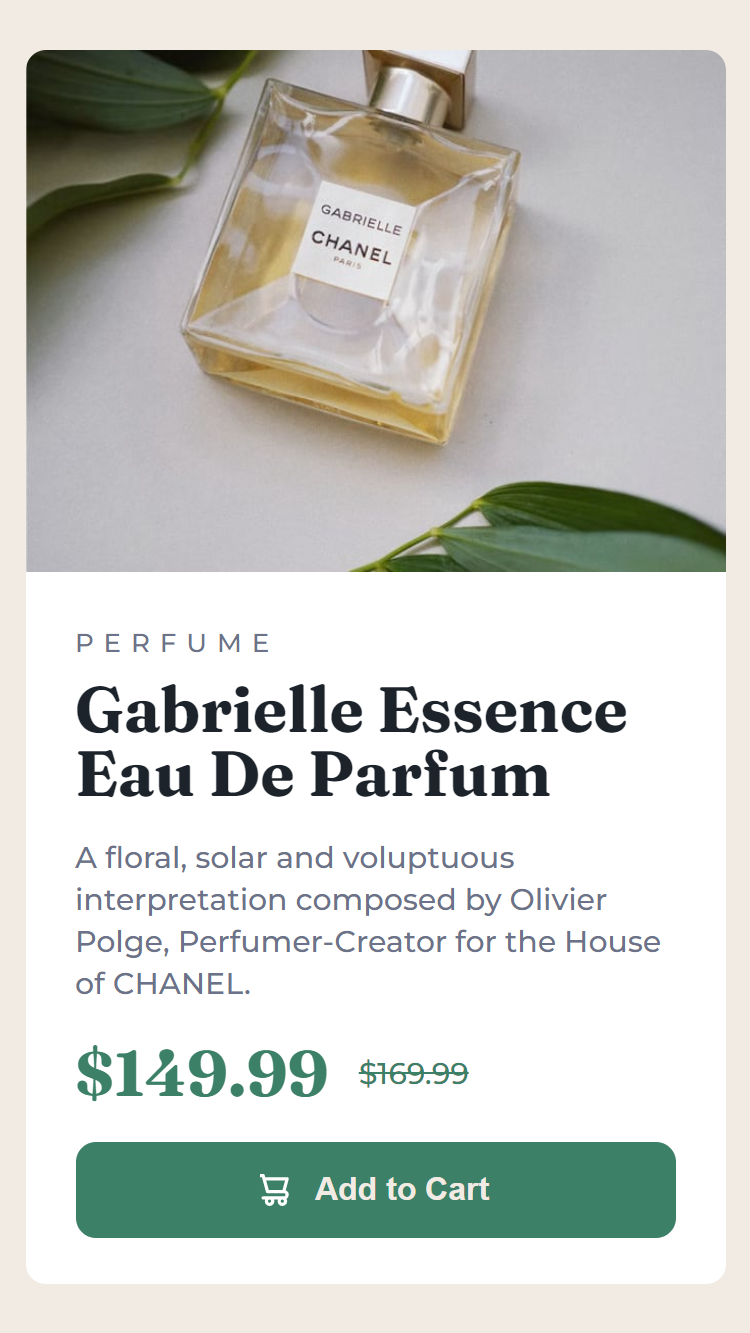 GABRIELLE
CHANEL
PARIS
PERFUME
Gabrielle Essence
Eau De Parfum
A floral, solar and voluptuous
interpretation composed by Olivier
Polge, Perfumer-Creator for the House
of CHANEL.
$149.99 $169.99
Add to Cart